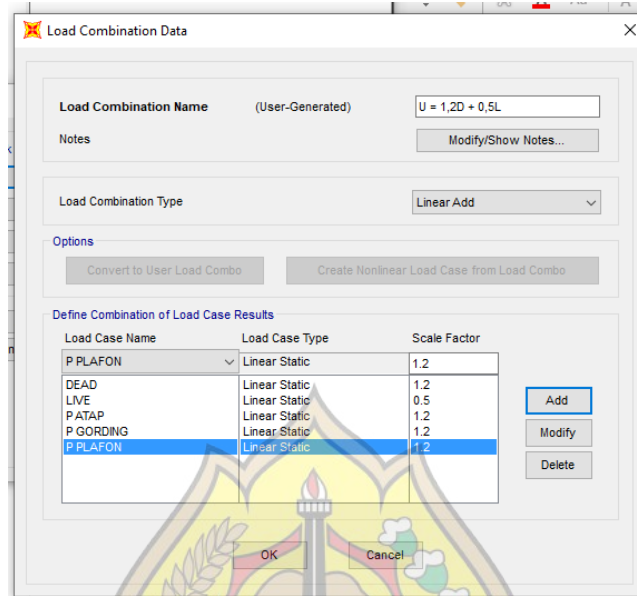 Load Combination Data
Load Combination Name (User-Generated) U = 1,2D + 0,5L
Notes Modify/Show Notes...
Load Combination Type Linear Add
Options
Convert to User Load Combo Create Nonlinear Load Case from Load Combo
Define Combination of Load Case Results
Load Case Name Load Case Type Scale Factor
P PLAFON Linear Static 1.2
DEAD Linear Static 1.2
LIVE Linear Static 0.5
P ATAP Linear Static 1.2
P GORDING Linear Static 1.2
P PLAFON Linear Static 1.2
Add
Modify
Delete
OK Cancel